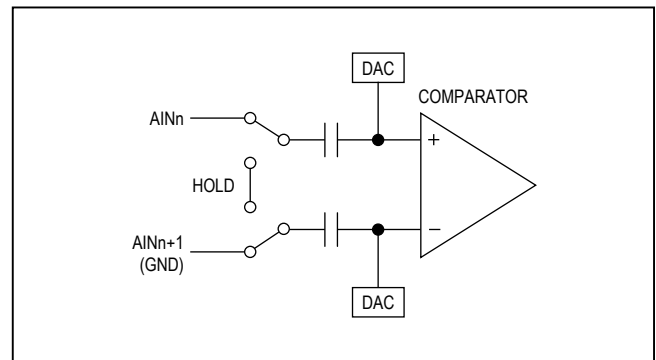 DAC
COMPARATOR
AINn
+
HOLD
AINn+1
(GND)
−
DAC